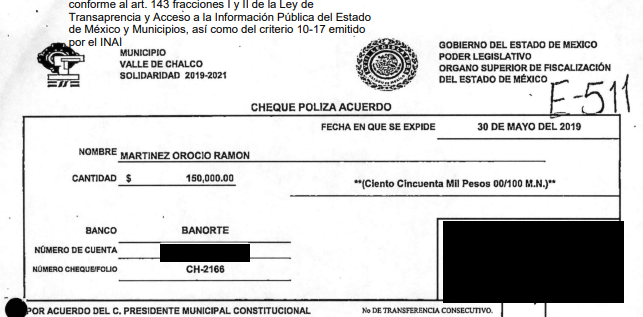 conforme al art. 143 fracciones I y II de la Ley de
Transaprencia y Acceso a la Información Pública del Estado
de México y Municipios, así como del criterio 10-17 emitido
por el INAI
MUNICIPIO
VALLE DE CHALCO
SOLIDARIDAD 2019-2021
GOBIERNO DEL ESTADO DE MEXICO
PODER LEGISLATIVO
ORGANO SUPERIOR DE FISCALIZACIÓN
DEL ESTADO DE MÉXICO
E-511
CHEQUE POLIZA ACUERDO
FECHA EN QUE SE EXPIDE 30 DE MAYO DEL 2019
NOMBRE MARTINEZ OROCIO RAMON
CANTIDAD $ 150,000.00 **(Ciento Cincuenta Mil Pesos 00/100 M.N.)**
BANCO BANORTE
NÚMERO DE CUENTA
NÚMERO CHEQUE/FOLIO CH-2166
POR ACUERDO DEL C. PRESIDENTE MUNICIPAL CONSTITUCIONAL No DE TRANSFERENCIA CONSECUTIVO.